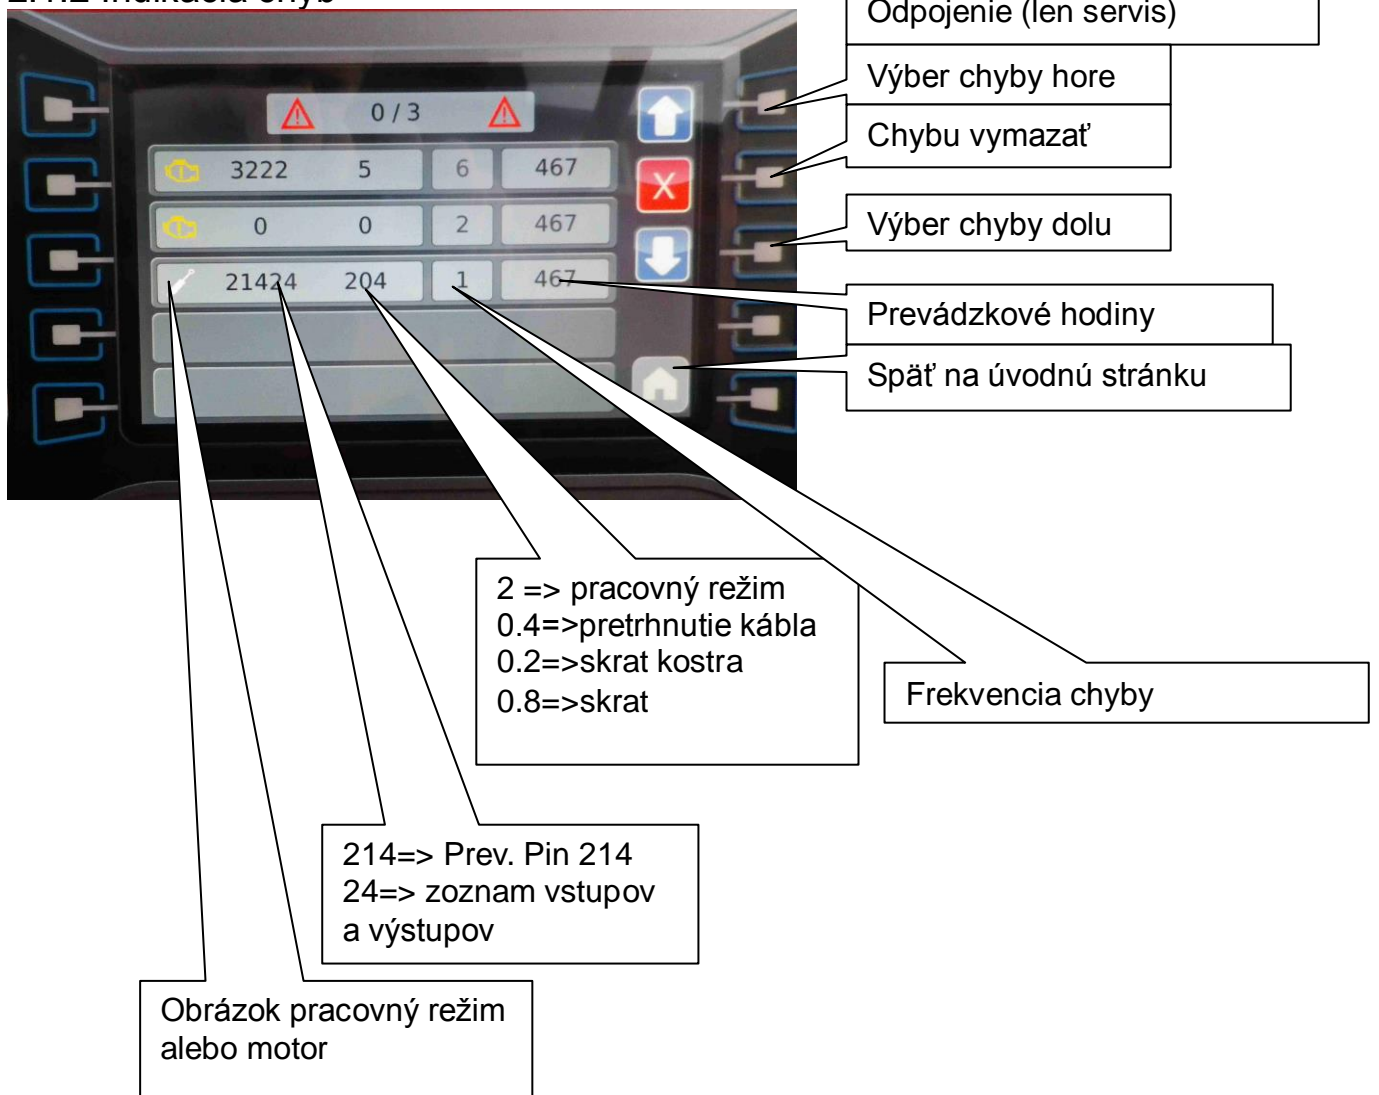 Odpojenie (len servis)
Výber chyby hore
Chybu vymazať
Výber chyby dolu
Prevádzkové hodiny
Späť na úvodnú stránku
0 / 3
3222 5 6 467
0 0 2 467
21424 204 1 467
X
2 => pracovný režim
0.4=>pretrhnutie kábla
0.2=>skrat kostra
0.8=>skrat
Frekvencia chyby
214=> Prev. Pin 214
24=> zoznam vstupov
a výstupov
Obrázok pracovný režim
alebo motor